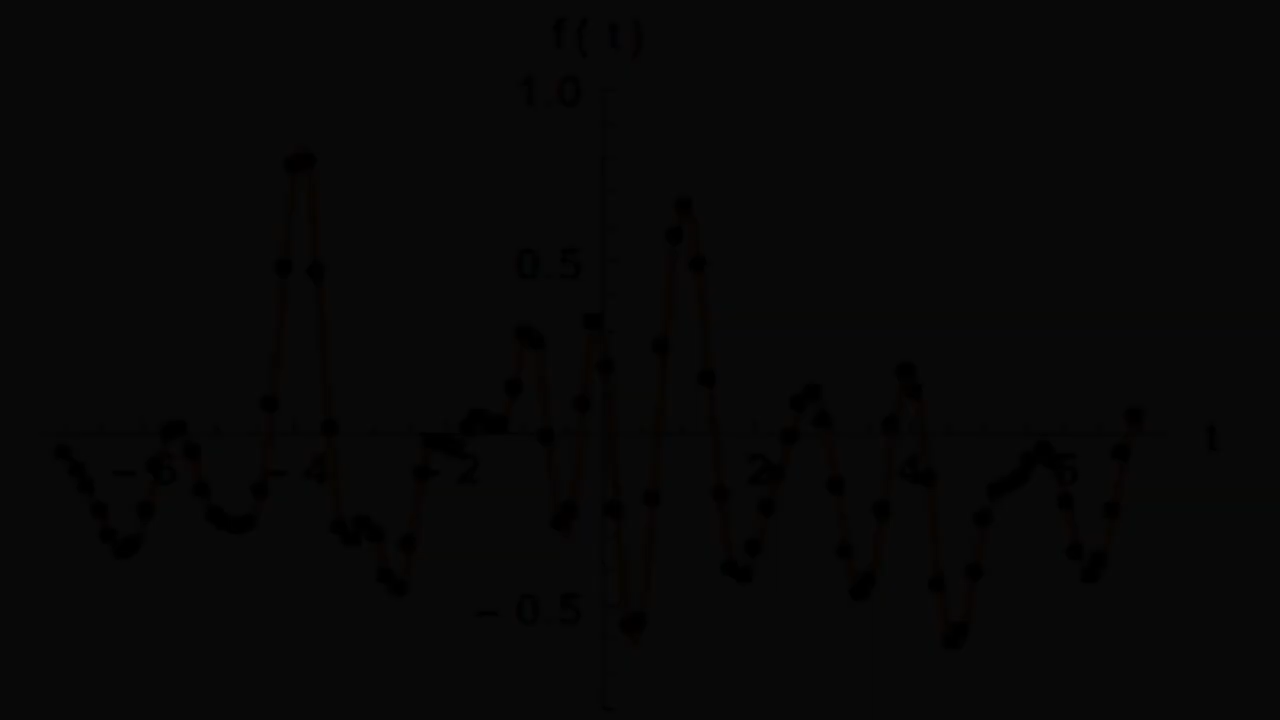 f( t)
1.0
0.5
– 6 – 4 – 2 2 4 6 t
– 0.5